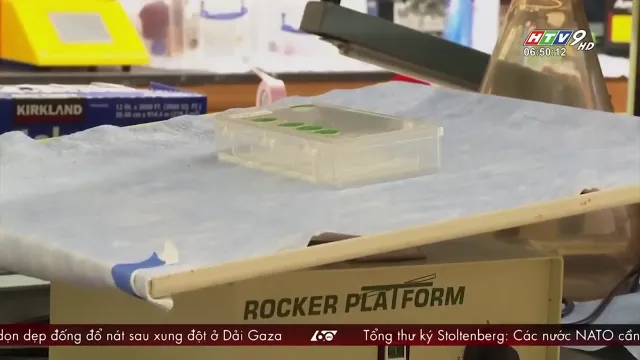 HTV9 HD
06:50:12
KIRKLAND
ROCKER PLATFORM
dọn dẹp đống đổ nát sau xung đột ở Dải Gaza 60 Tổng thư ký Stoltenberg: Các nước NATO cần